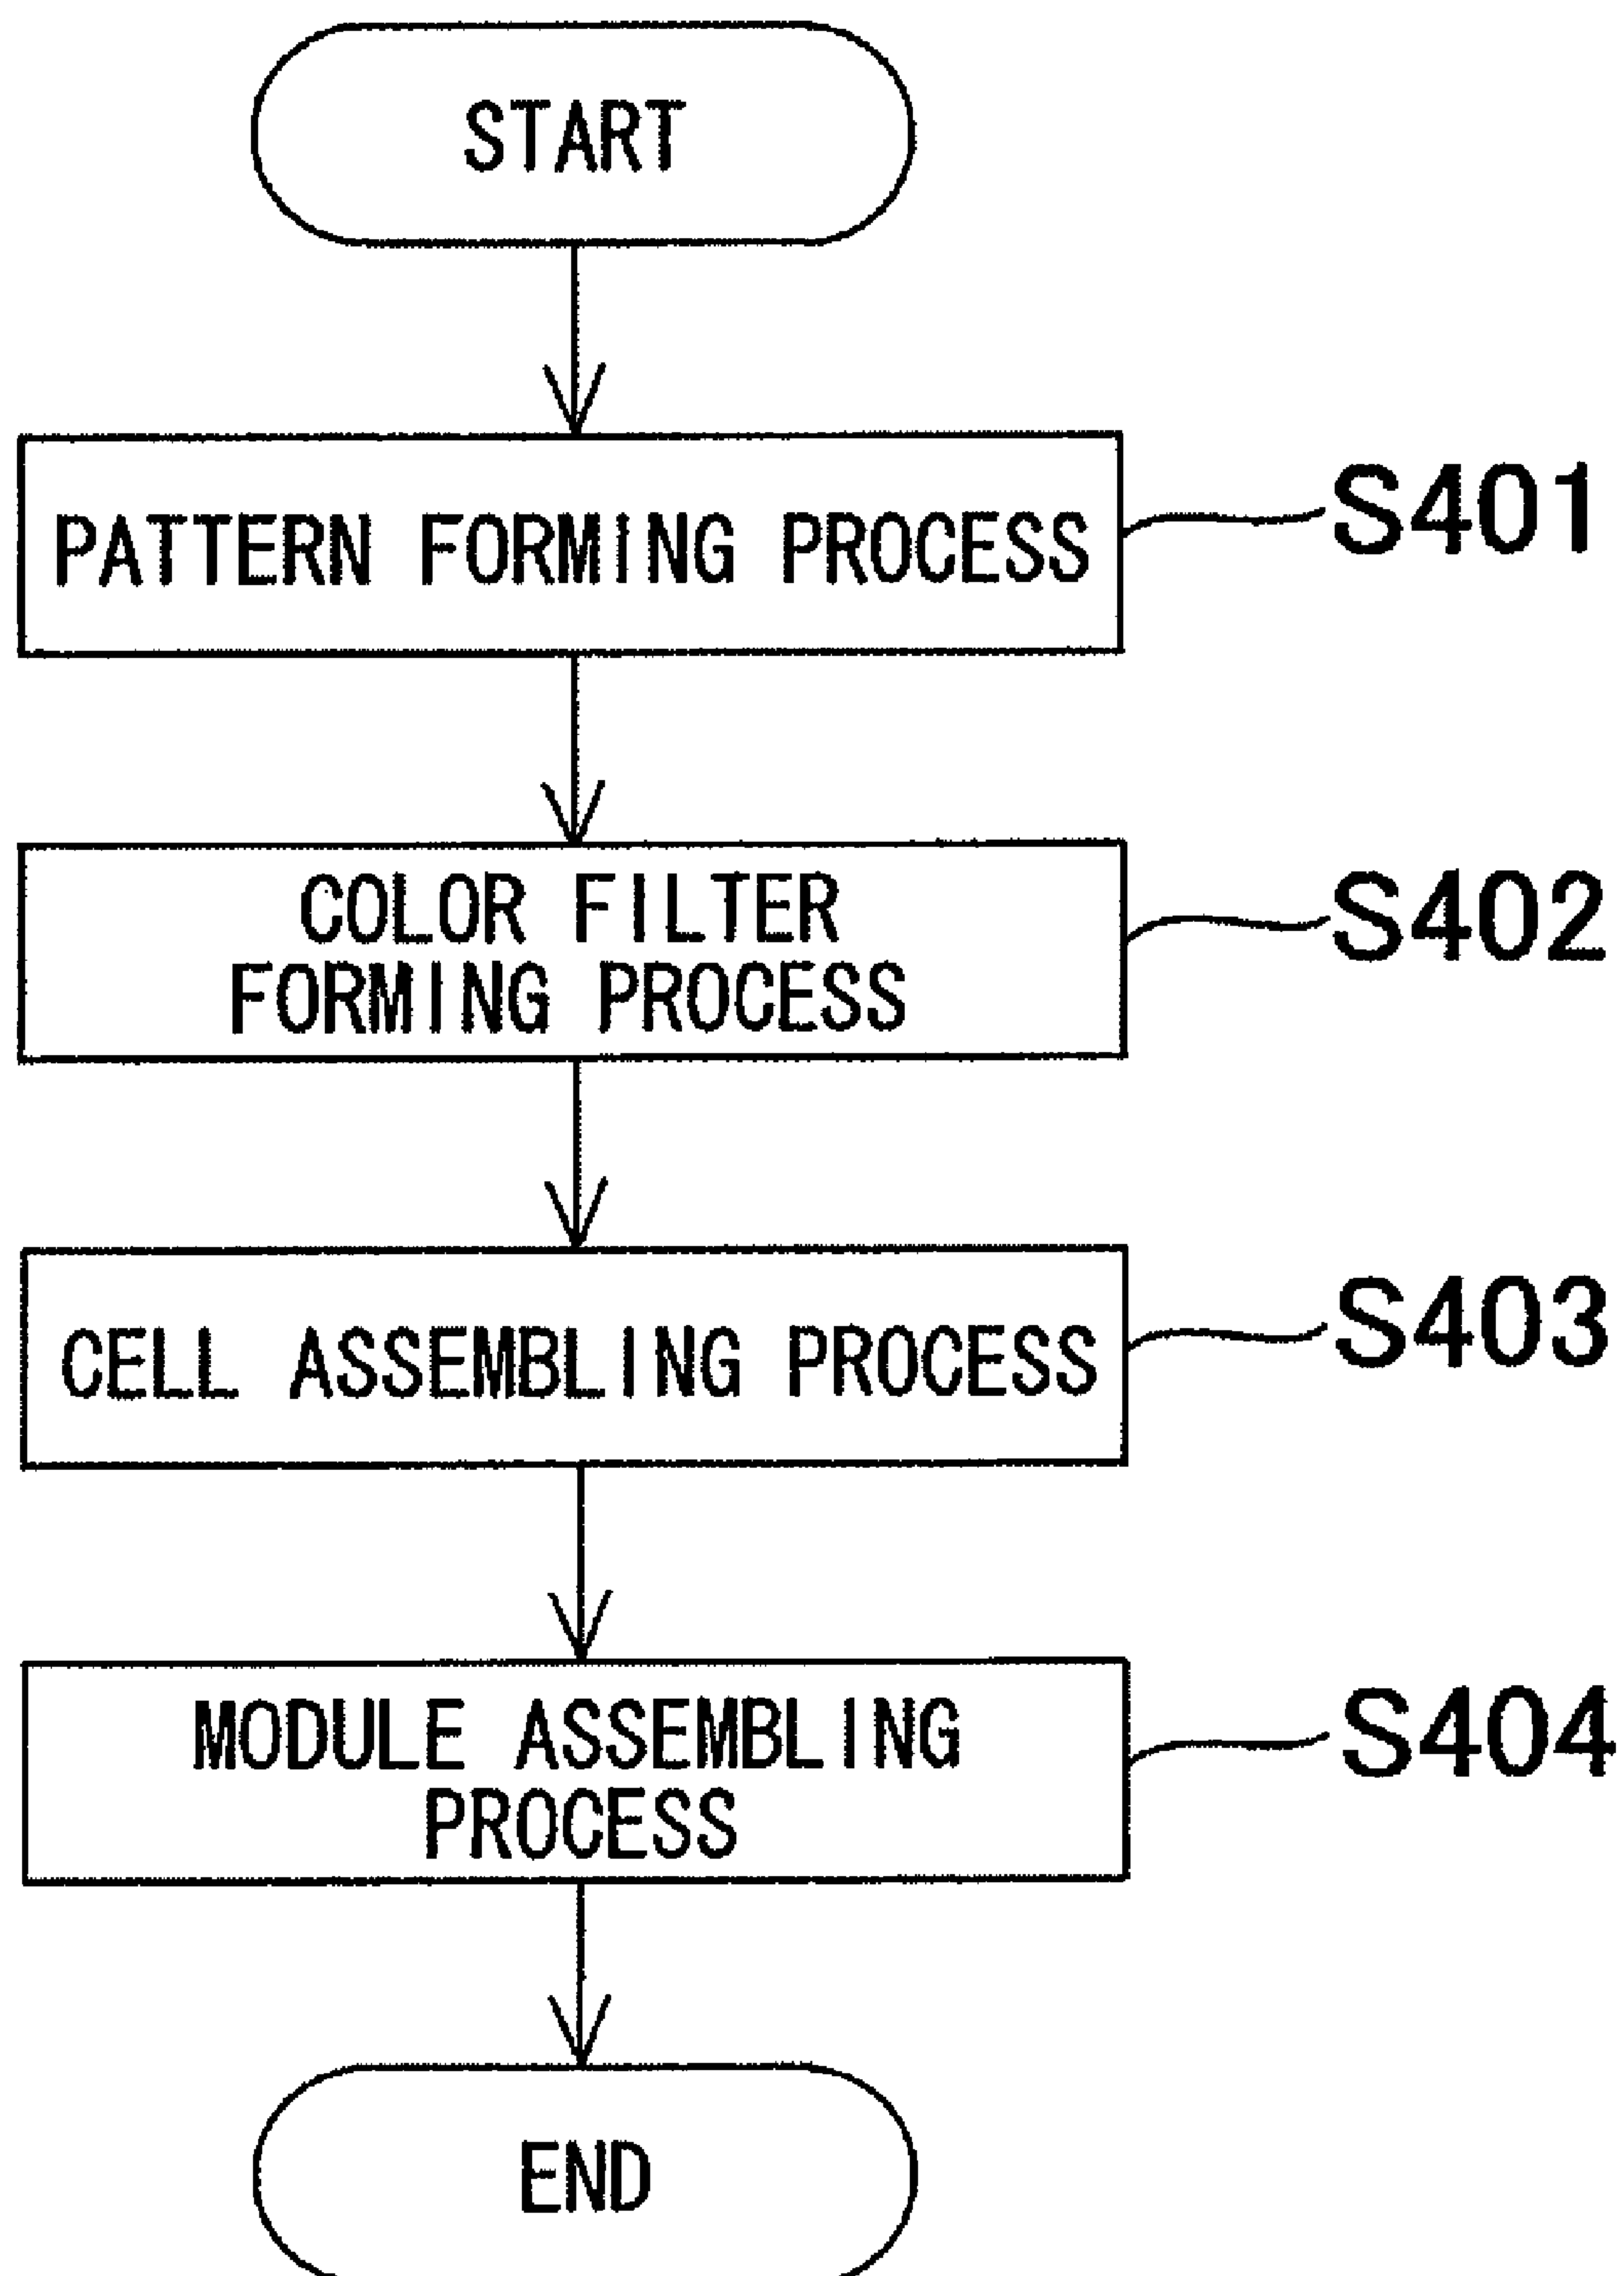 START
PATTERN FORMING PROCESS
S401
COLOR FILTER
FORMING PROCESS
S402
CELL ASSEMBLING PROCESS
S403
MODULE ASSEMBLING
PROCESS
S404
END